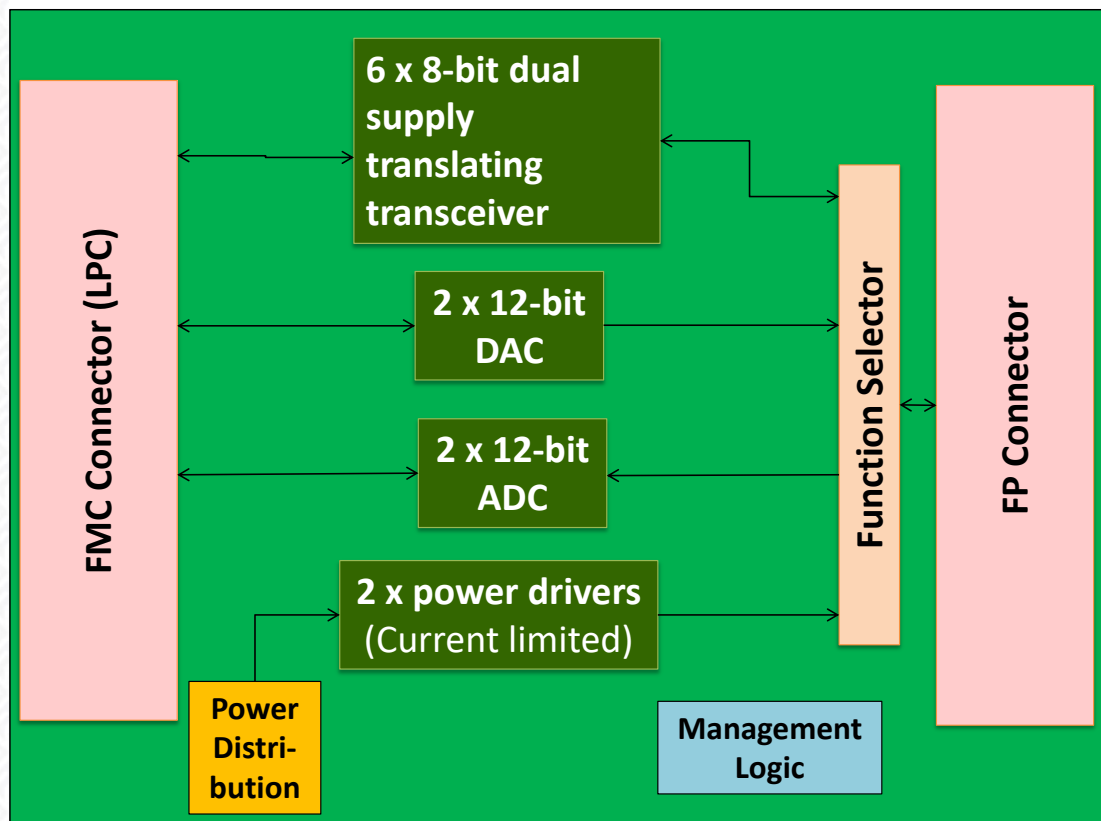 6 x 8-bit dual
supply
translating
transceiver
FMC Connector (LPC)
2 x 12-bit
DAC
2 x 12-bit
ADC
2 x power drivers
(Current limited)
Function Selector
FP Connector
Power
Distri-
bution
Management
Logic